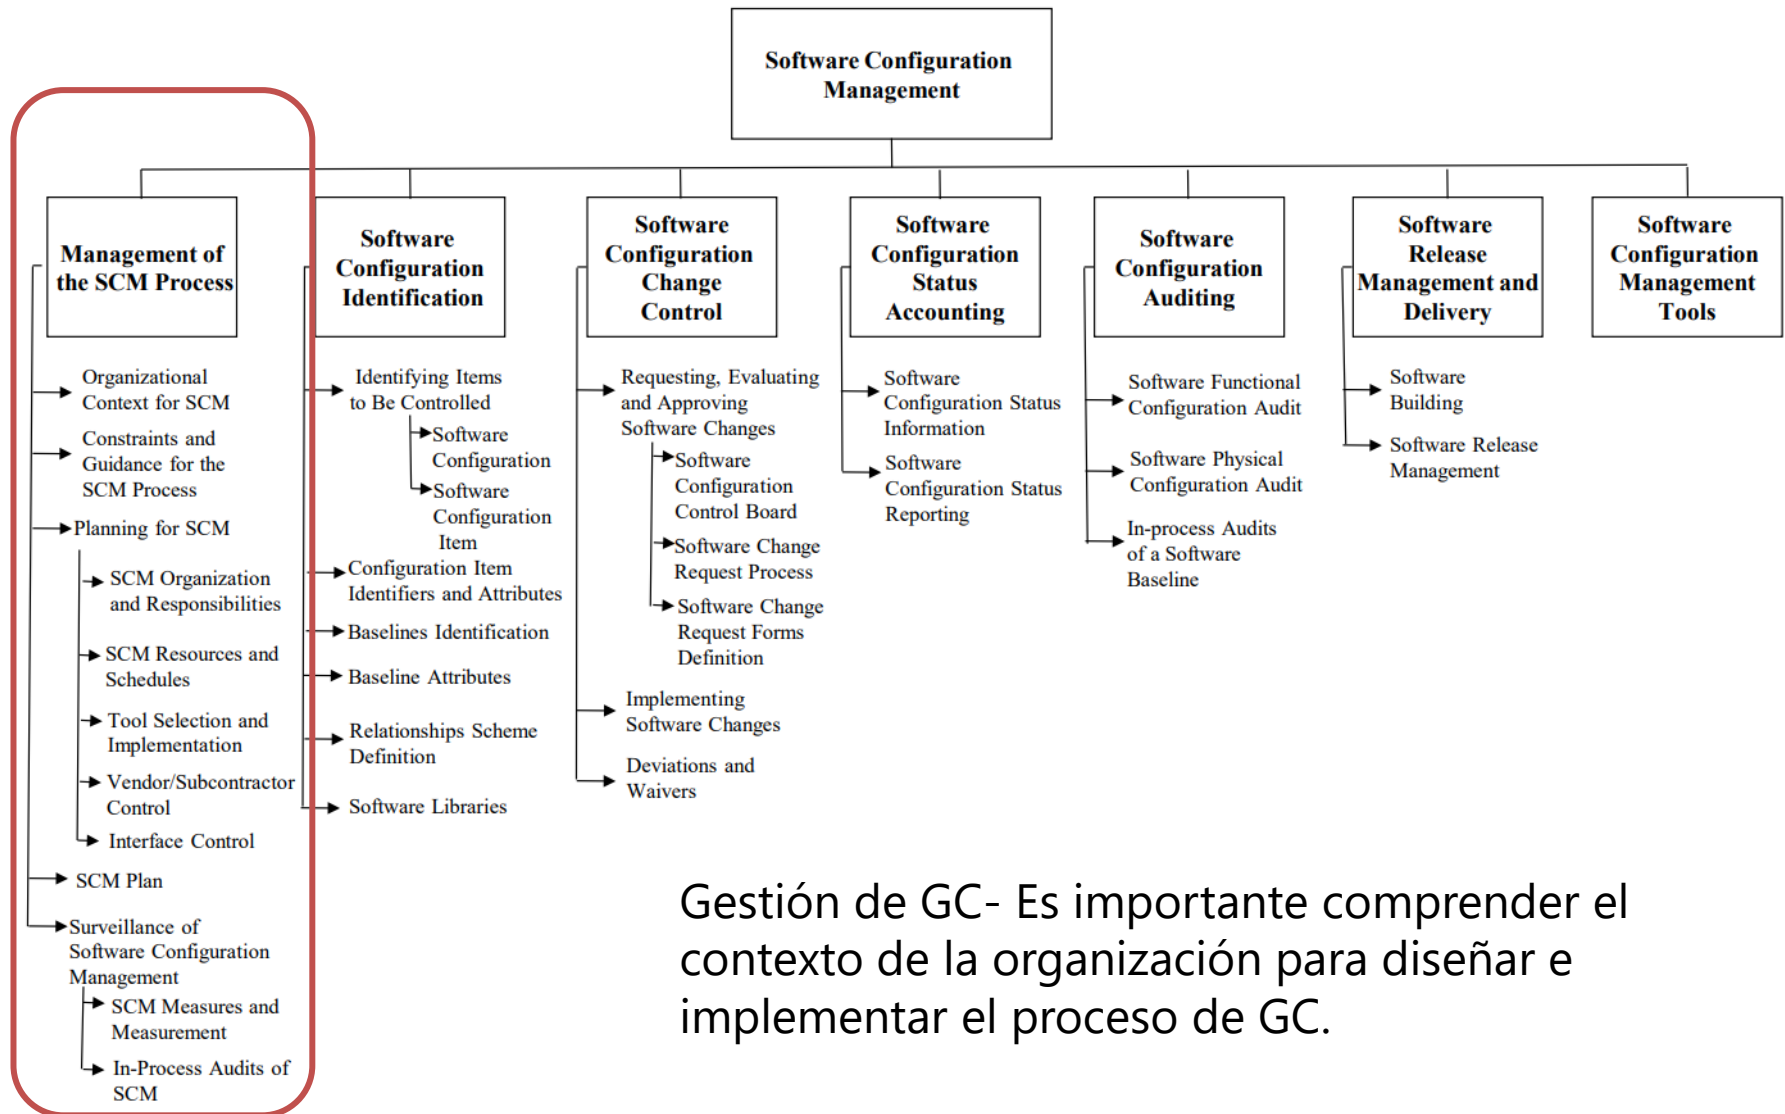 Software Configuration
Management
Management of
the SCM Process
Organizational
Context for SCM
Constraints and
Guidance for the
SCM Process
Planning for SCM
SCM Organization
and Responsibilities
SCM Resources and
Schedules
Tool Selection and
Implementation
Vendor/Subcontractor
Control
Interface Control
SCM Plan
Surveillance of
Software Configuration
Management
SCM Measures and
Measurement
In-Process Audits of
SCM
Software
Configuration
Identification
Identifying Items
to Be Controlled
Software
Configuration
Software
Configuration
Item
Configuration Item
Identifiers and Attributes
Baselines Identification
Baseline Attributes
Relationships Scheme
Definition
Software Libraries
Software
Configuration
Change
Control
Requesting, Evaluating
and Approving
Software Changes
Software
Configuration
Control Board
Software Change
Request Process
Software Change
Request Forms
Definition
Implementing
Software Changes
Deviations and
Waivers
Software
Configuration
Status
Accounting
Software
Configuration Status
Information
Software
Configuration Status
Reporting
Software
Configuration
Auditing
Software Functional
Configuration Audit
Software Physical
Configuration Audit
In-process Audits
of a Software
Baseline
Software
Release
Management and
Delivery
Software
Building
Software Release
Management
Software
Configuration
Management
Tools
Gestión de GC- Es importante comprender el
contexto de la organización para diseñar e
implementar el proceso de GC.